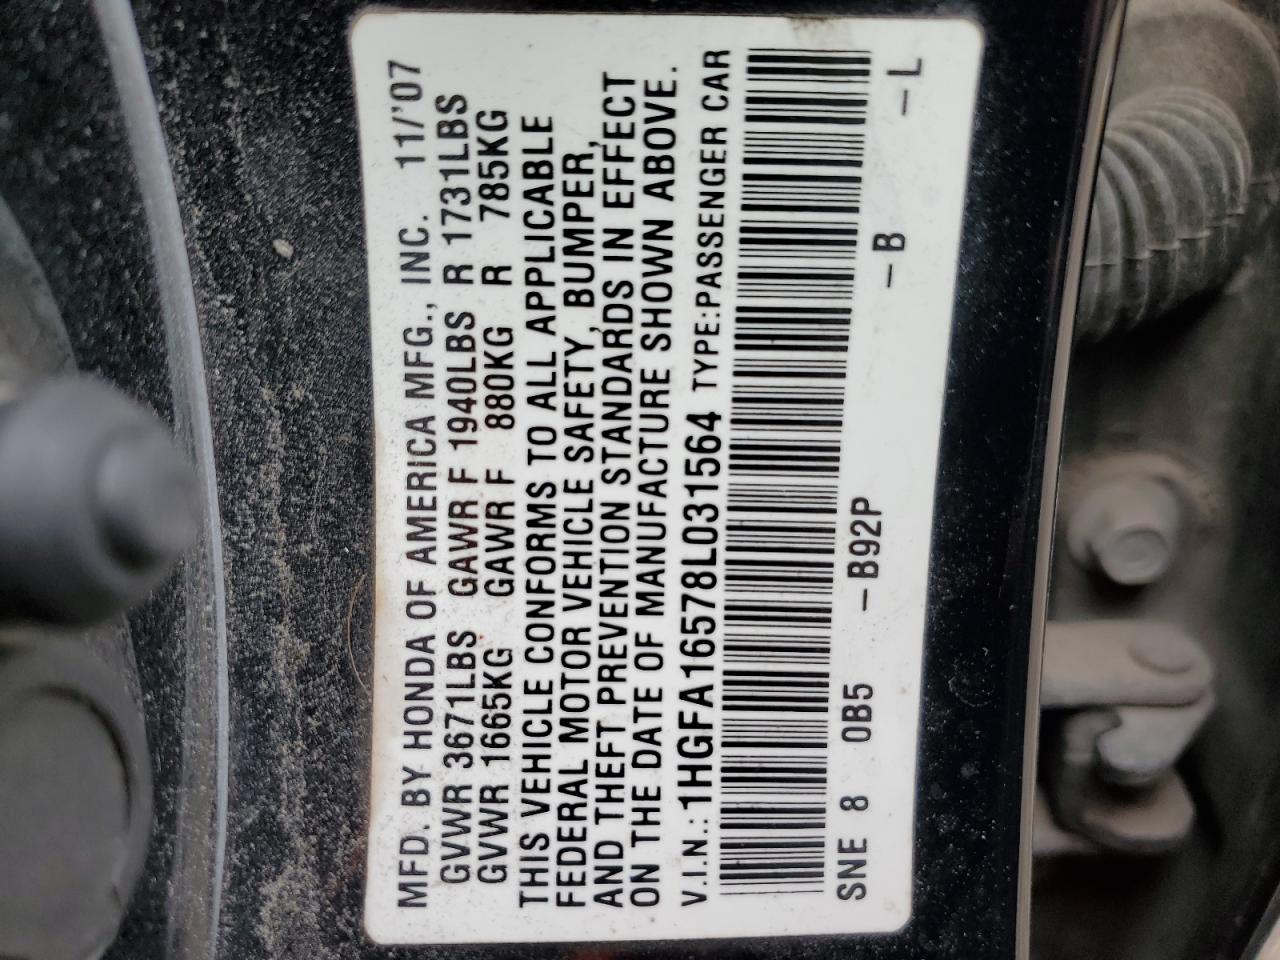 MFD. BY HONDA OF AMERICA MFG., INC. 11/'07
GVWR 3671LBS GAWR F 1940LBS R 1731LBS
GVWR 1665KG GAWR F 880KG R 785KG
THIS VEHICLE CONFORMS TO ALL APPLICABLE
FEDERAL MOTOR VEHICLE SAFETY, BUMPER,
AND THEFT PREVENTION STANDARDS IN EFFECT
ON THE DATE OF MANUFACTURE SHOWN ABOVE.
V.I.N.:1HGFA16578L031564 TYPE:PASSENGER CAR
SNE 8 0B5 –B92P –B –L